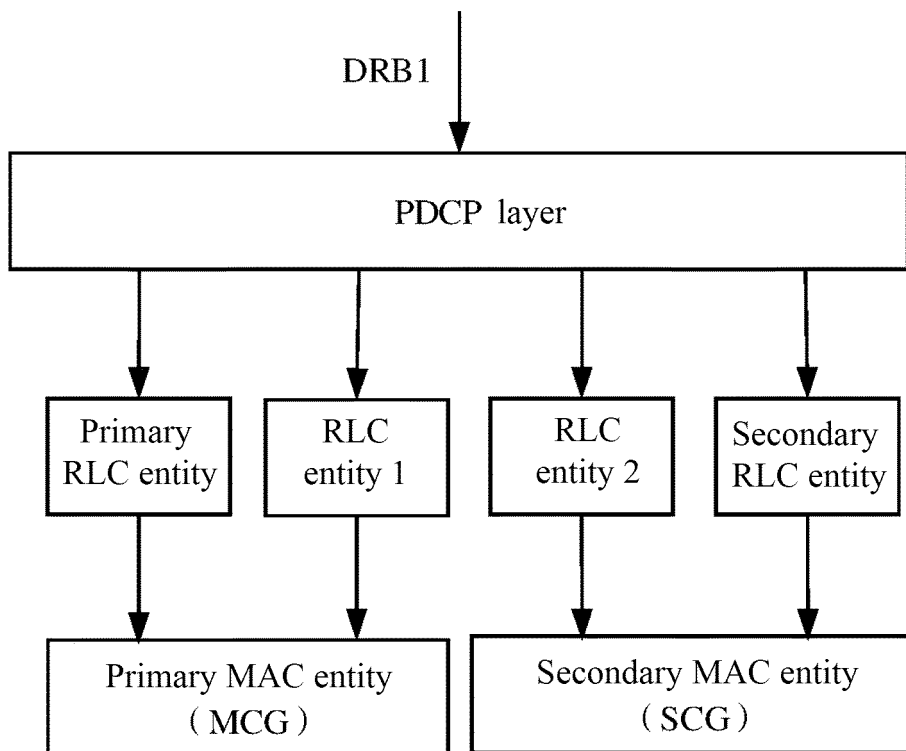 DRB1
PDCP layer
Primary
RLC entity
RLC
entity 1
RLC
entity 2
Secondary
RLC entity
Primary MAC entity
（MCG）
Secondary MAC entity
（SCG）